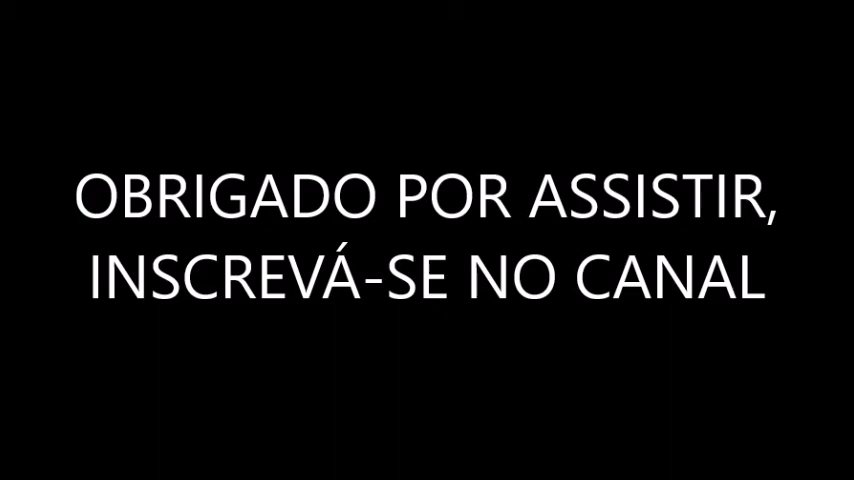 OBRIGADO POR ASSISTIR,
INSCREVÁ-SE NO CANAL